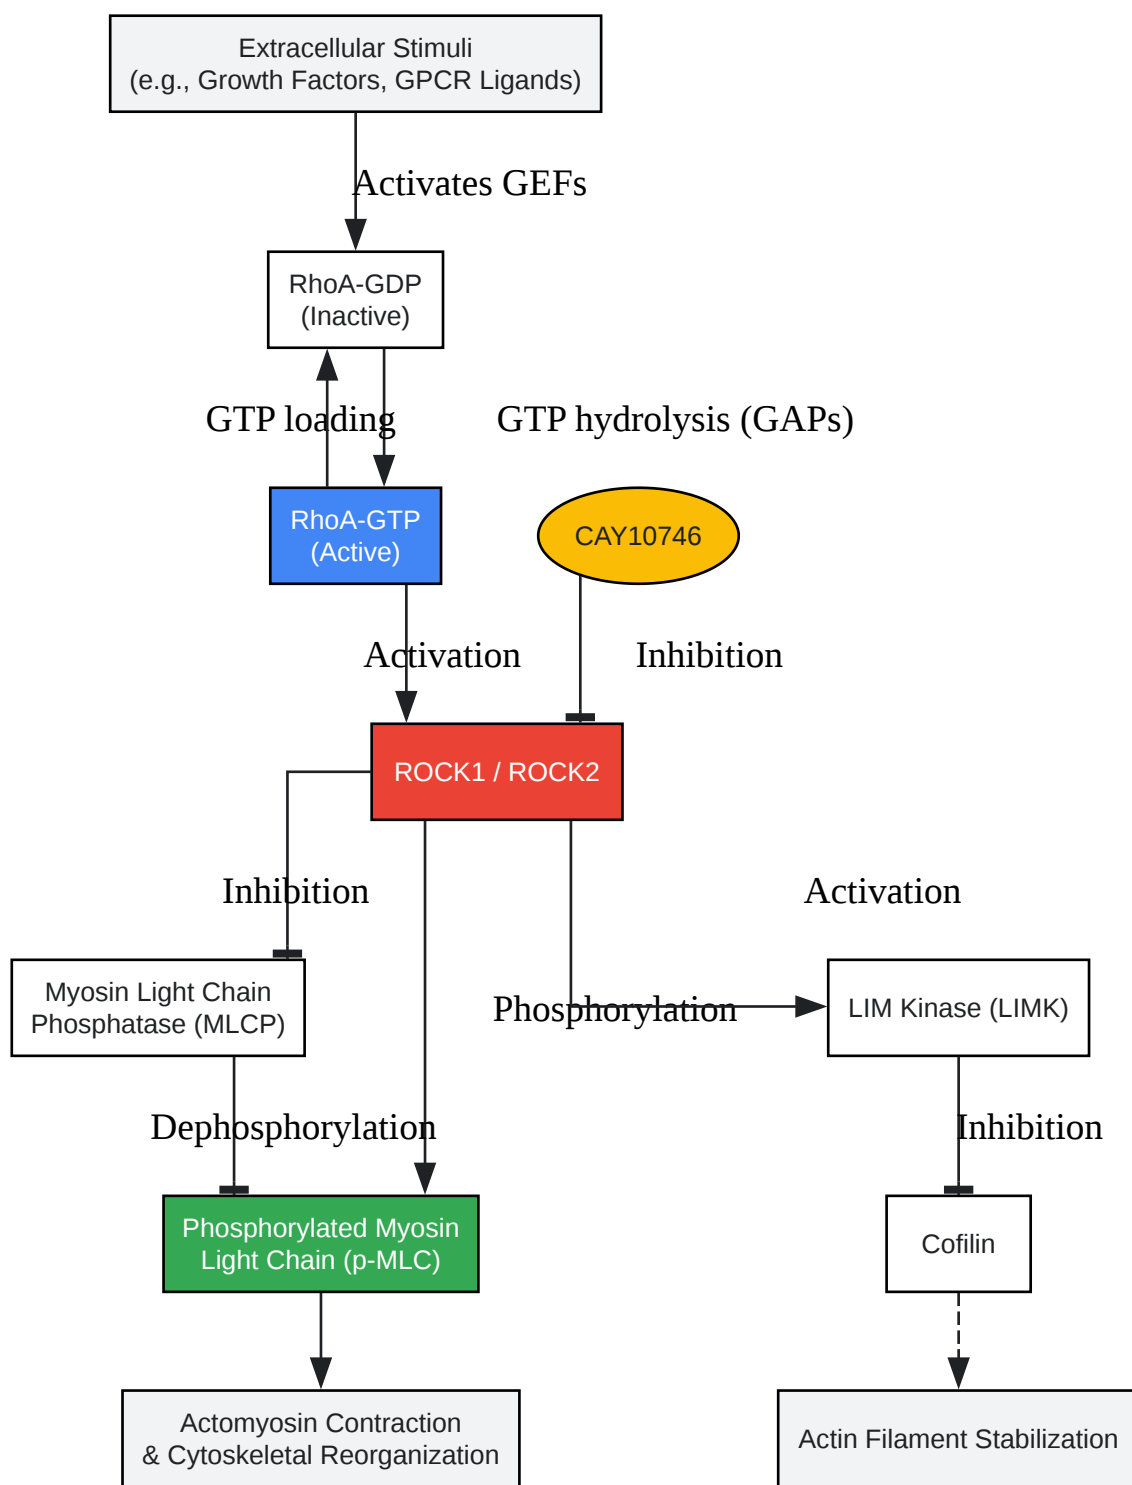 Extracellular Stimuli
(e.g., Growth Factors, GPCR Ligands)
Activates GEFs
RhoA-GDP
(Inactive)
GTP loading
GTP hydrolysis (GAPs)
RhoA-GTP
(Active)
CAY10746
Activation
Inhibition
ROCK1 / ROCK2
Inhibition
Activation
Myosin Light Chain
Phosphatase (MLCP)
Phosphorylation
LIM Kinase (LIMK)
Dephosphorylation
Inhibition
Phosphorylated Myosin
Light Chain (p-MLC)
Cofilin
Actomyosin Contraction
& Cytoskeletal Reorganization
Actin Filament Stabilization